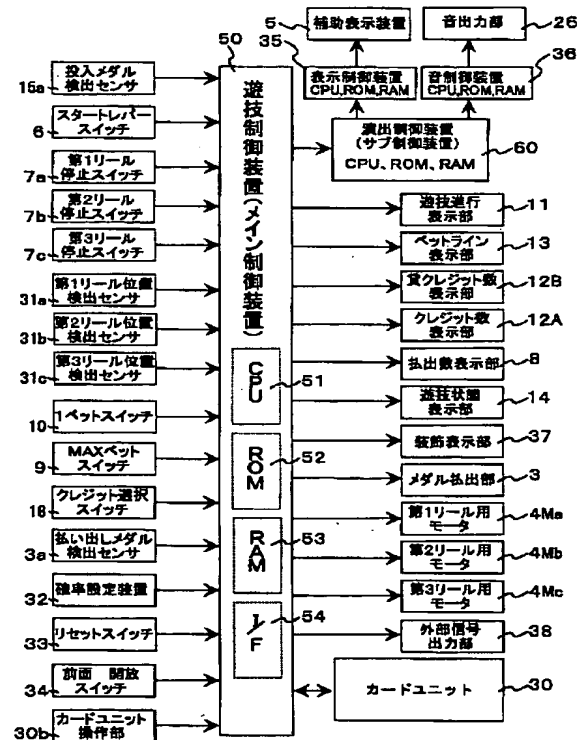 5
補助表示装置
音出力部
26
50
35
36
表示制御装置
CPU,ROM,RAM
音制御装置
CPU,ROM,RAM
演出制御装置
(サブ制御装置)
CPU、ROM、RAM
60
遊技制御装置(メイン制御装置)
CPU
51
ROM
52
RAM
53
I/F
54
投入メダル
検出センサ
15a
スタートレバー
スイッチ
6
第1リール
停止スイッチ
7a
第2リール
停止スイッチ
7b
第3リール
停止スイッチ
7c
第1リール位置
検出センサ
31a
第2リール位置
検出センサ
31b
第3リール位置
検出センサ
31c
1ベットスイッチ
10
MAXベット
スイッチ
9
クレジット選択
スイッチ
18
払い出しメダル
検出センサ
3a
確率設定装置
32
リセットスイッチ
33
前面 開放
スイッチ
34
カードユニット
操作部
30b
遊技進行
表示部
11
ベットライン
表示部
13
貸クレジット数
表示部
12B
クレジット数
表示部
12A
払出数表示部
8
遊技状態
表示部
14
装飾表示部
37
メダル払出部
3
第1リール用
モータ
4Ma
第2リール用
モータ
4Mb
第3リール用
モータ
4Mc
外部信号
出力部
38
カードユニット
30